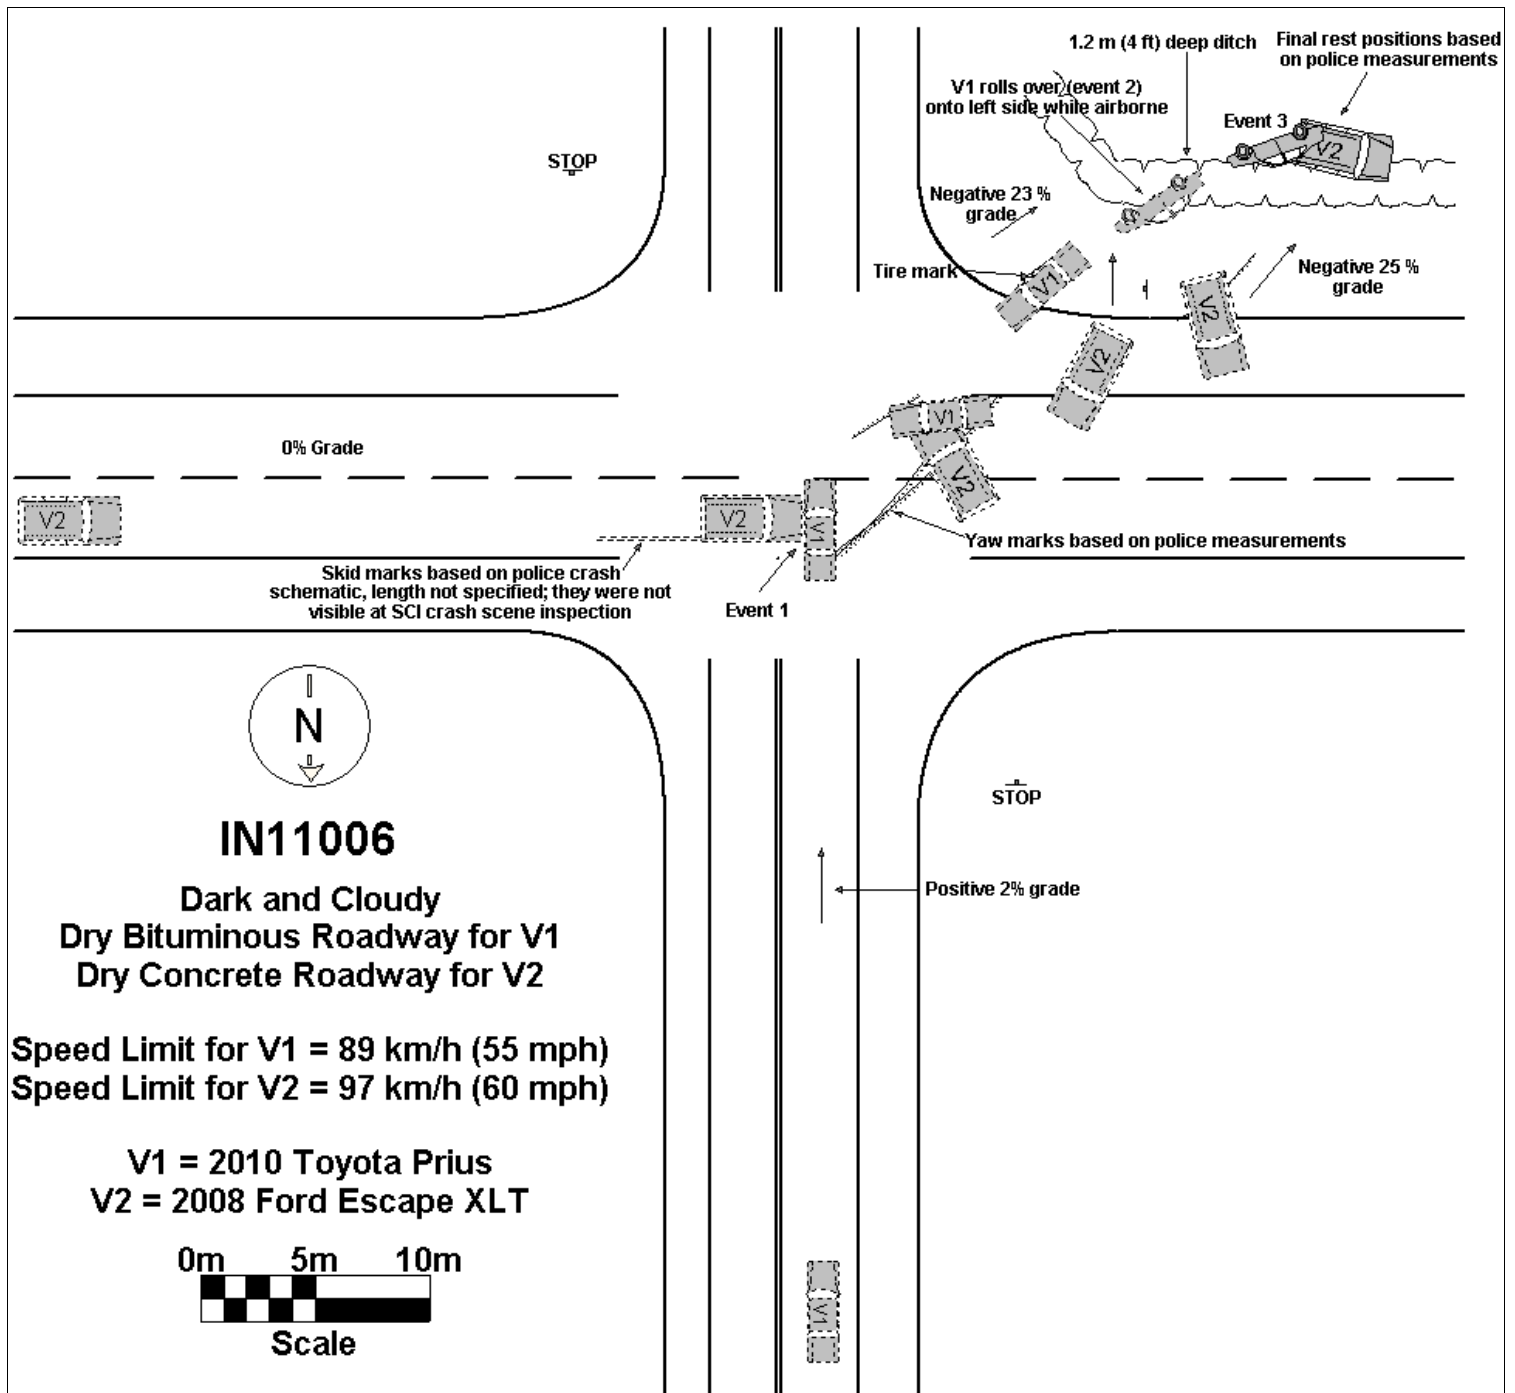 1.2 m (4 ft) deep ditch
Final rest positions based
on police measurements
V1 rolls over (event 2)
onto left side while airborne
Event 3
V2
STOP
Negative 23 %
grade
Tire mark
V1
Negative 25 %
grade
V2
V2
V1
0% Grade
V2
V2
V2
V1
Yaw marks based on police measurements
Skid marks based on police crash
schematic, length not specified; they were not
visible at SCI crash scene inspection
Event 1
N
STOP
IN11006
Positive 2% grade
Dark and Cloudy
Dry Bituminous Roadway for V1
Dry Concrete Roadway for V2
Speed Limit for V1 = 89 km/h (55 mph)
Speed Limit for V2 = 97 km/h (60 mph)
V1 = 2010 Toyota Prius
V2 = 2008 Ford Escape XLT
0m 5m 10m
Scale
V1